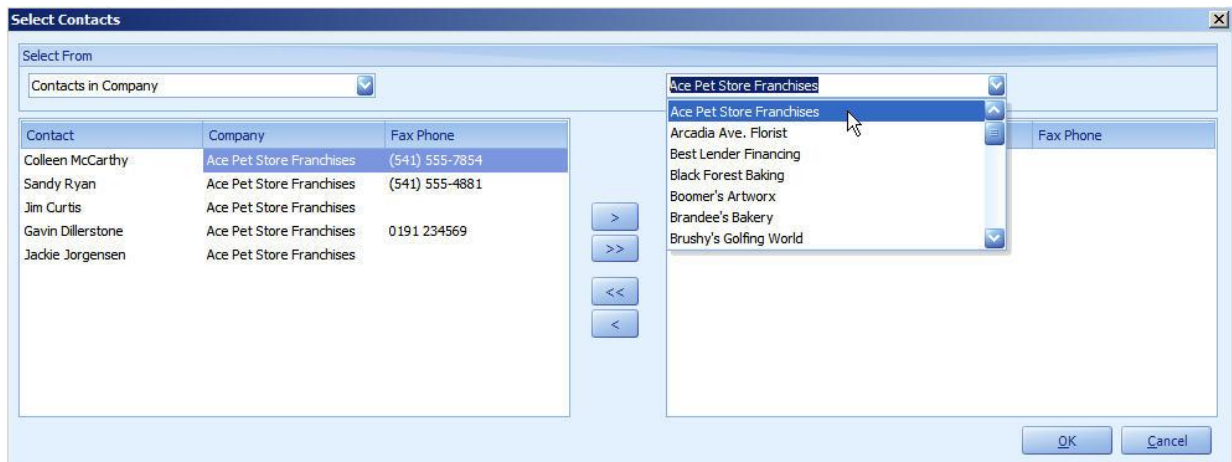 Select Contacts
Select From
Contacts in Company
Ace Pet Store Franchises
Ace Pet Store Franchises
Arcadia Ave. Florist
Best Lender Financing
Black Forest Baking
Boomer's Artworx
Brandee's Bakery
Brushy's Golfing World
Contact Company Fax Phone
Colleen McCarthy Ace Pet Store Franchises (541) 555-7854
Sandy Ryan Ace Pet Store Franchises (541) 555-4881
Jim Curtis Ace Pet Store Franchises
Gavin Dillerstone Ace Pet Store Franchises 0191 234569
Jackie Jorgensen Ace Pet Store Franchises
>
>>
<<
<
Fax Phone
OK Cancel